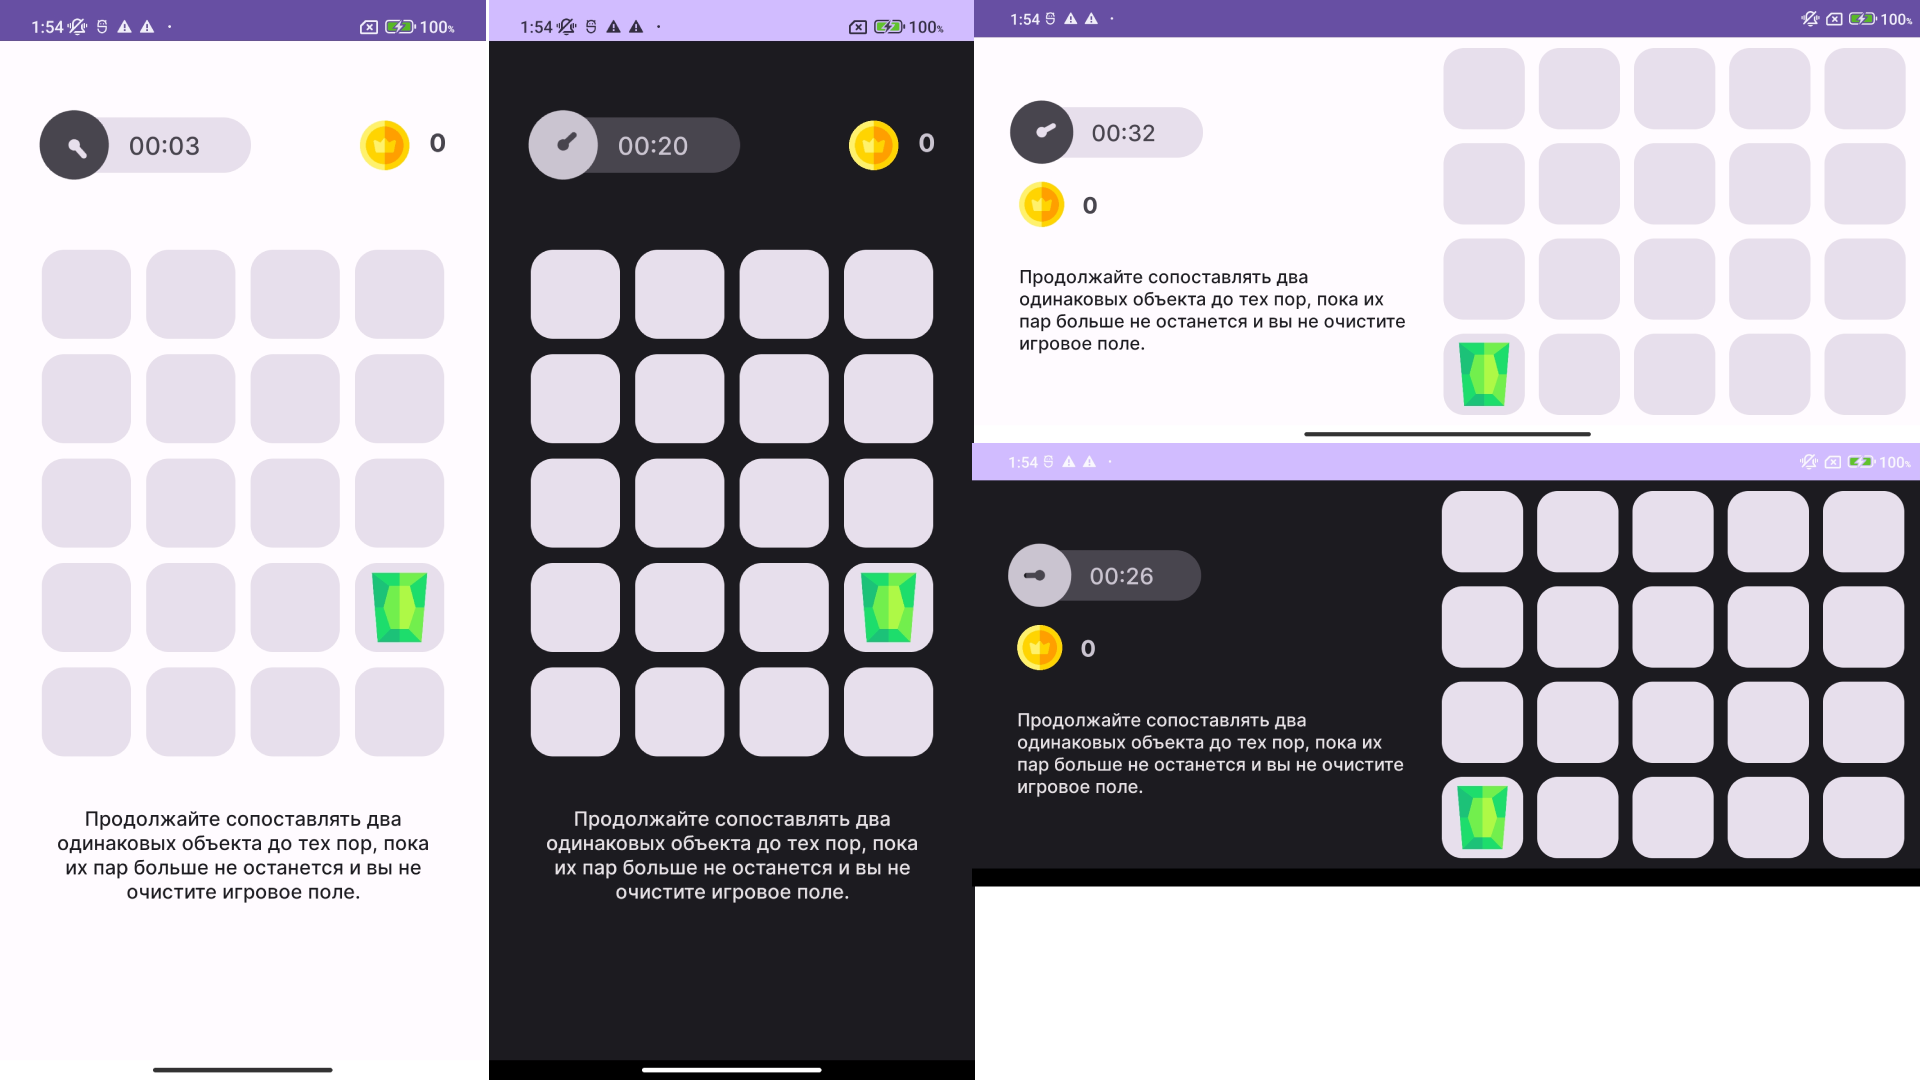 1:54
100%
00:03
0
Продолжайте сопоставлять два
одинаковых объекта до тех пор, пока
их пар больше не останется и вы не
очистите игровое поле.
1:54
100%
00:20
0
Продолжайте сопоставлять два
одинаковых объекта до тех пор, пока
их пар больше не останется и вы не
очистите игровое поле.
1:54
100%
00:32
0
Продолжайте сопоставлять два
одинаковых объекта до тех пор, пока их
пар больше не останется и вы не очистите
игровое поле.
1:54
100%
00:26
0
Продолжайте сопоставлять два
одинаковых объекта до тех пор, пока их
пар больше не останется и вы не очистите
игровое поле.